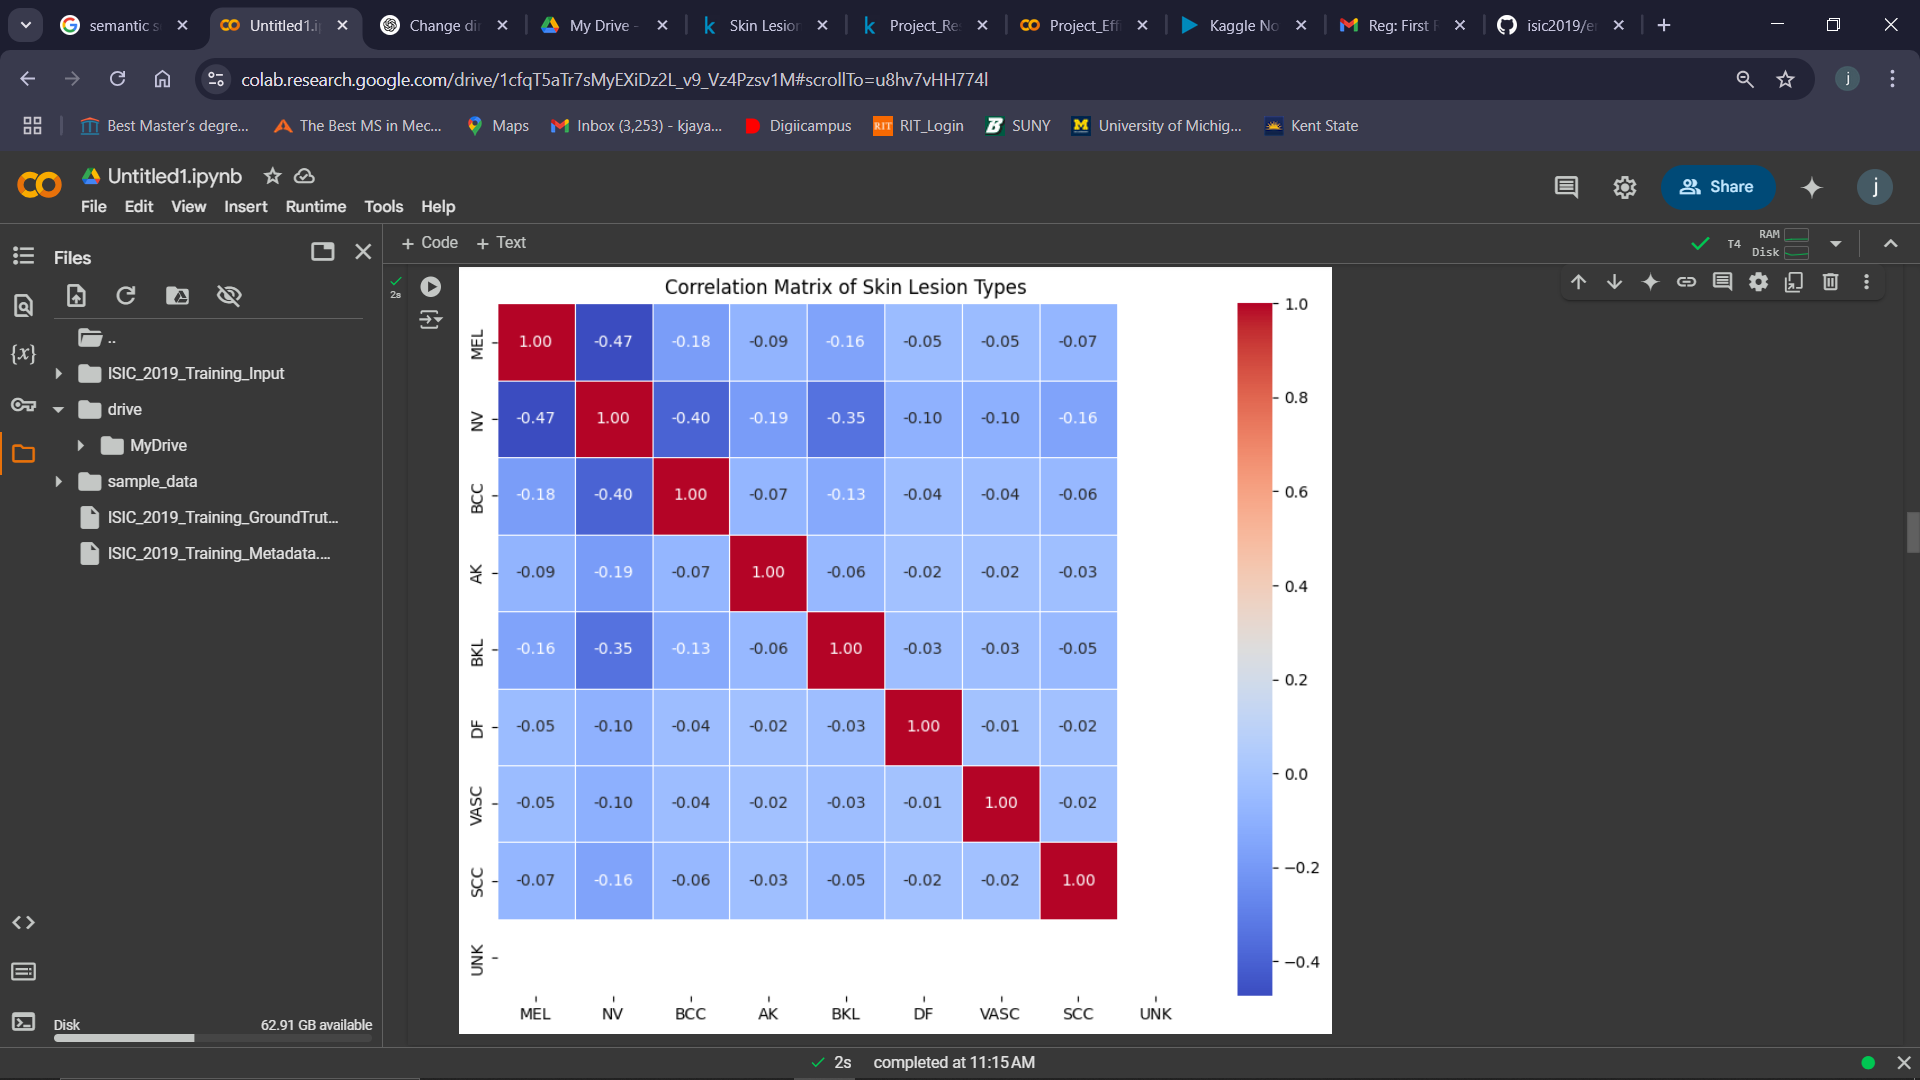 semantic s
Untitled1.i
Change di
My Drive -
Skin Lesion
Project_Re
Project_Effi
Kaggle No
Reg: First R
isic2019/e
colab.research.google.com/drive/1cfqT5aTr7sMyEXiDz2L_v9_Vz4Pzsv1M#scrollTo=u8hv7vHH774l
j
Best Master's degre...
The Best MS in Mec...
Maps
Inbox (3,253) - kjaya...
Digiicampus
RIT RIT_Login
B SUNY
M University of Michig...
Kent State
Untitled1.ipynb
File Edit View Insert Runtime Tools Help
Share
j
Files
+ Code + Text
T4
RAM
Disk
..
ISIC_2019_Training_Input
drive
MyDrive
sample_data
ISIC_2019_Training_GroundTrut...
ISIC_2019_Training_Metadata....
{x}
2s
Correlation Matrix of Skin Lesion Types
MEL 1.00 -0.47 -0.18 -0.09 -0.16 -0.05 -0.05 -0.07
NV -0.47 1.00 -0.40 -0.19 -0.35 -0.10 -0.10 -0.16
BCC -0.18 -0.40 1.00 -0.07 -0.13 -0.04 -0.04 -0.06
AK -0.09 -0.19 -0.07 1.00 -0.06 -0.02 -0.02 -0.03
BKL -0.16 -0.35 -0.13 -0.06 1.00 -0.03 -0.03 -0.05
DF -0.05 -0.10 -0.04 -0.02 -0.03 1.00 -0.01 -0.02
VASC -0.05 -0.10 -0.04 -0.02 -0.03 -0.01 1.00 -0.02
SCC -0.07 -0.16 -0.06 -0.03 -0.05 -0.02 -0.02 1.00
UNK
MEL NV BCC AK BKL DF VASC SCC UNK
1.0
0.8
0.6
0.4
0.2
0.0
−0.2
−0.4
Disk 62.91 GB available
2s completed at 11:15 AM